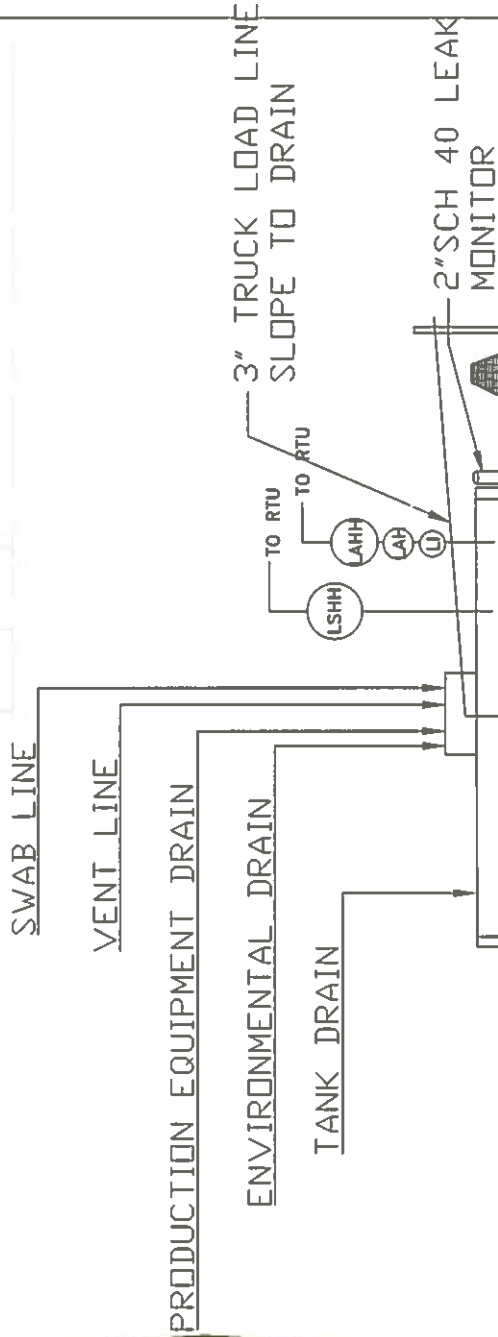 SWAB LINE
VENT LINE
PRODUCTION EQUIPMENT DRAIN
ENVIRONMENTAL DRAIN
TANK DRAIN
TO RTU
LSHH
TO RTU
LAHH
LAH
LI
3" TRUCK LOAD LINE
SLOPE TO DRAIN
2"SCH 40 LEAK
MONITOR